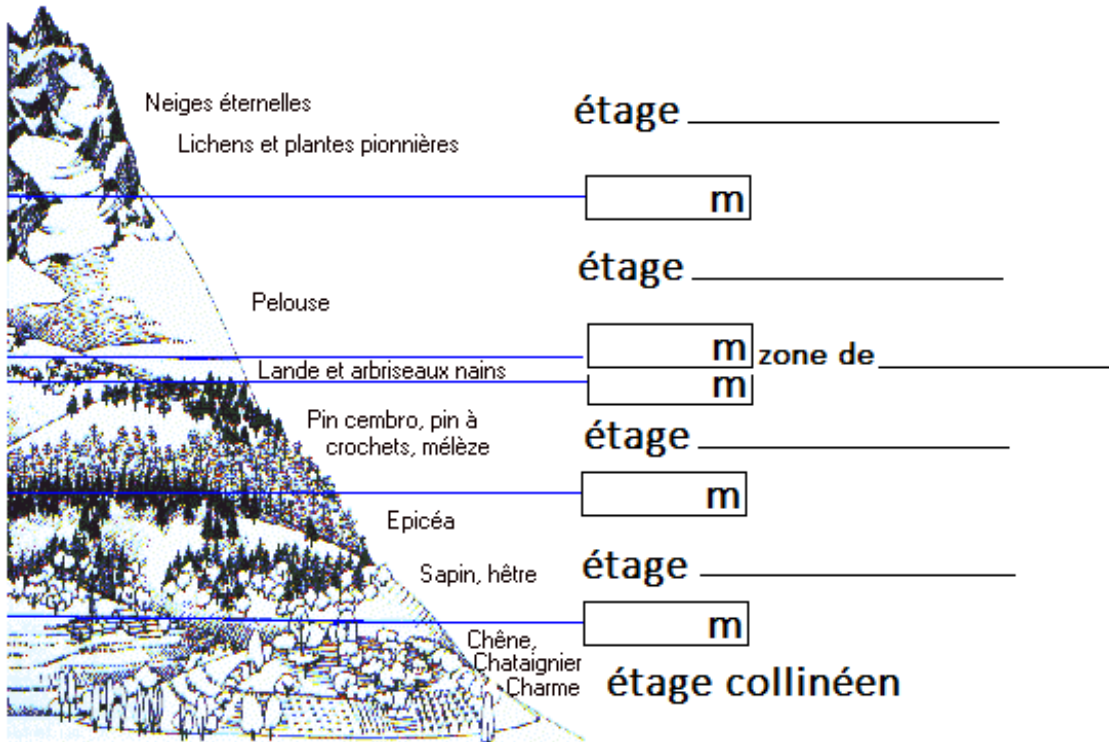 Neiges éternelles
étage
Lichens et plantes pionnières
m
étage
Pelouse
m
zone de
Lande et arbriseaux nains
m
Pin cembro, pin à
crochets, mélèze
étage
m
Epicéa
Sapin, hêtre
étage
m
Chêne,
Chataignier
Charme
étage collinéen